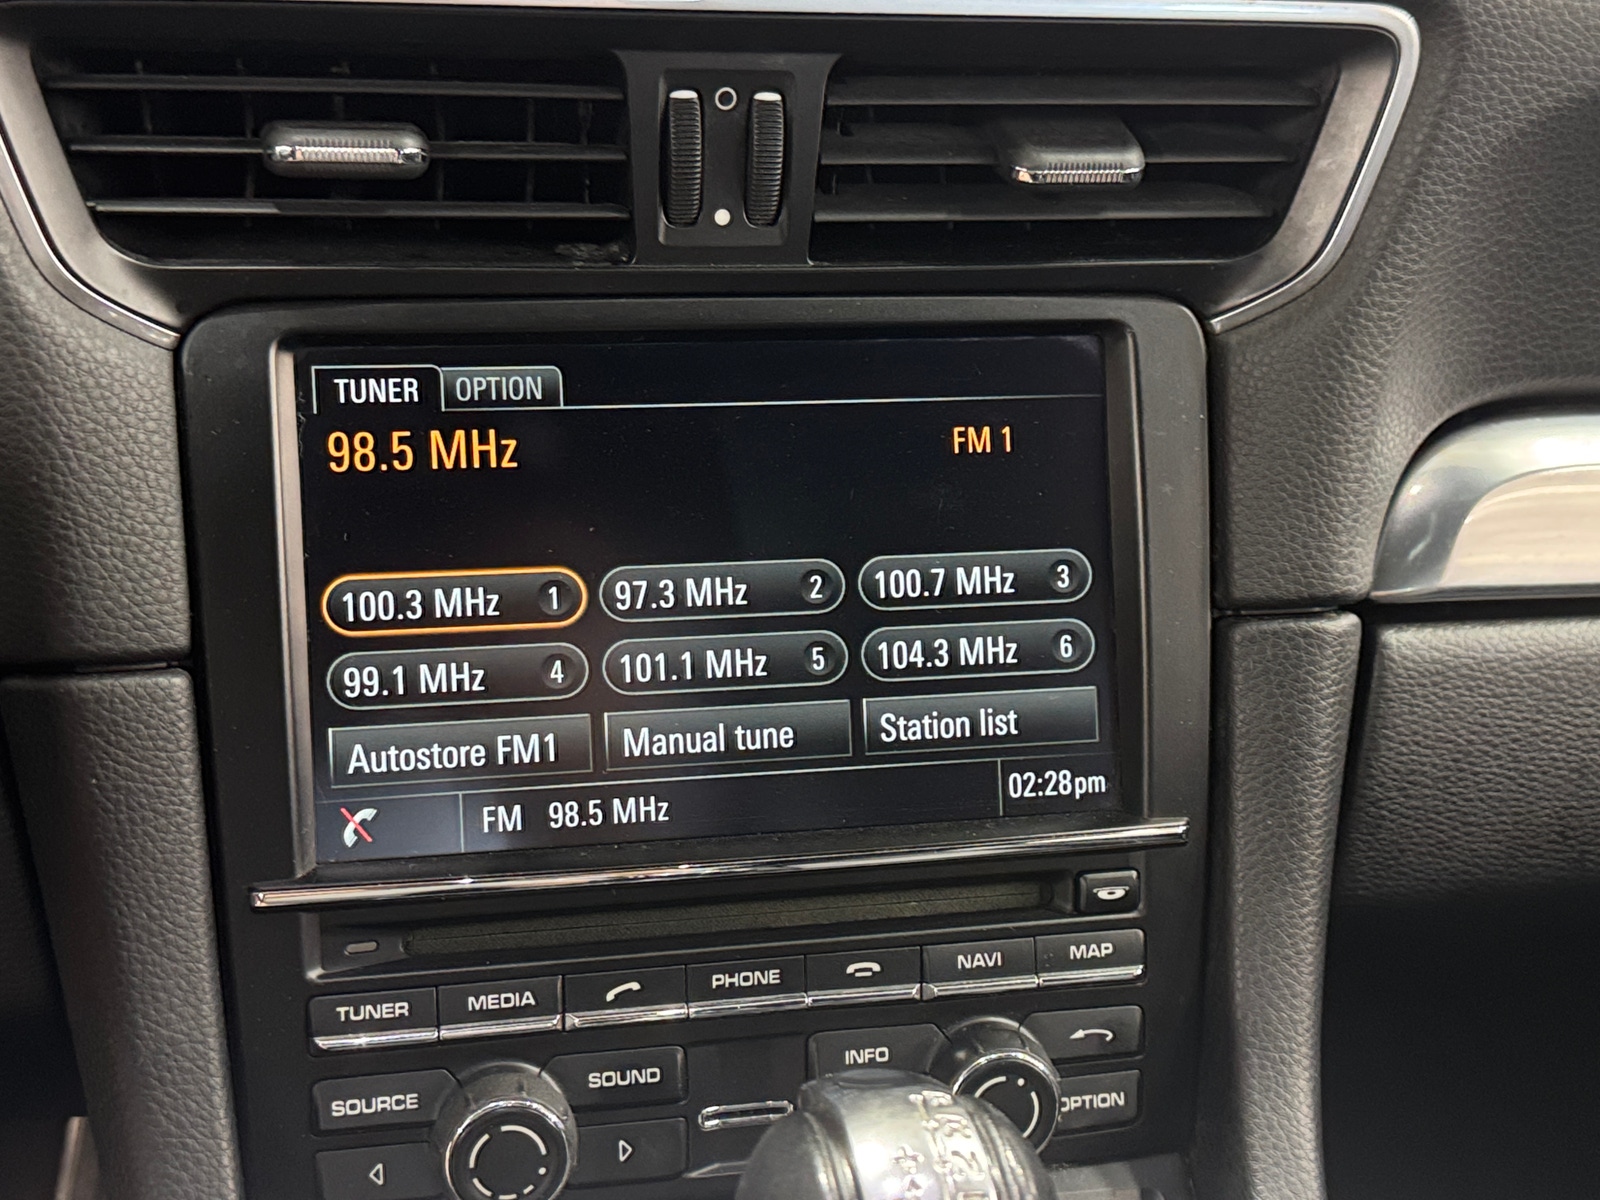 TUNER OPTION
98.5 MHz FM 1
100.3 MHz 1 97.3 MHz 2 100.7 MHz 3
99.1 MHz 4 101.1 MHz 5 104.3 MHz 6
Autostore FM1 Manual tune Station list
FM 98.5 MHz 02:28pm
TUNER MEDIA PHONE NAVI MAP
SOURCE SOUND INFO OPTION